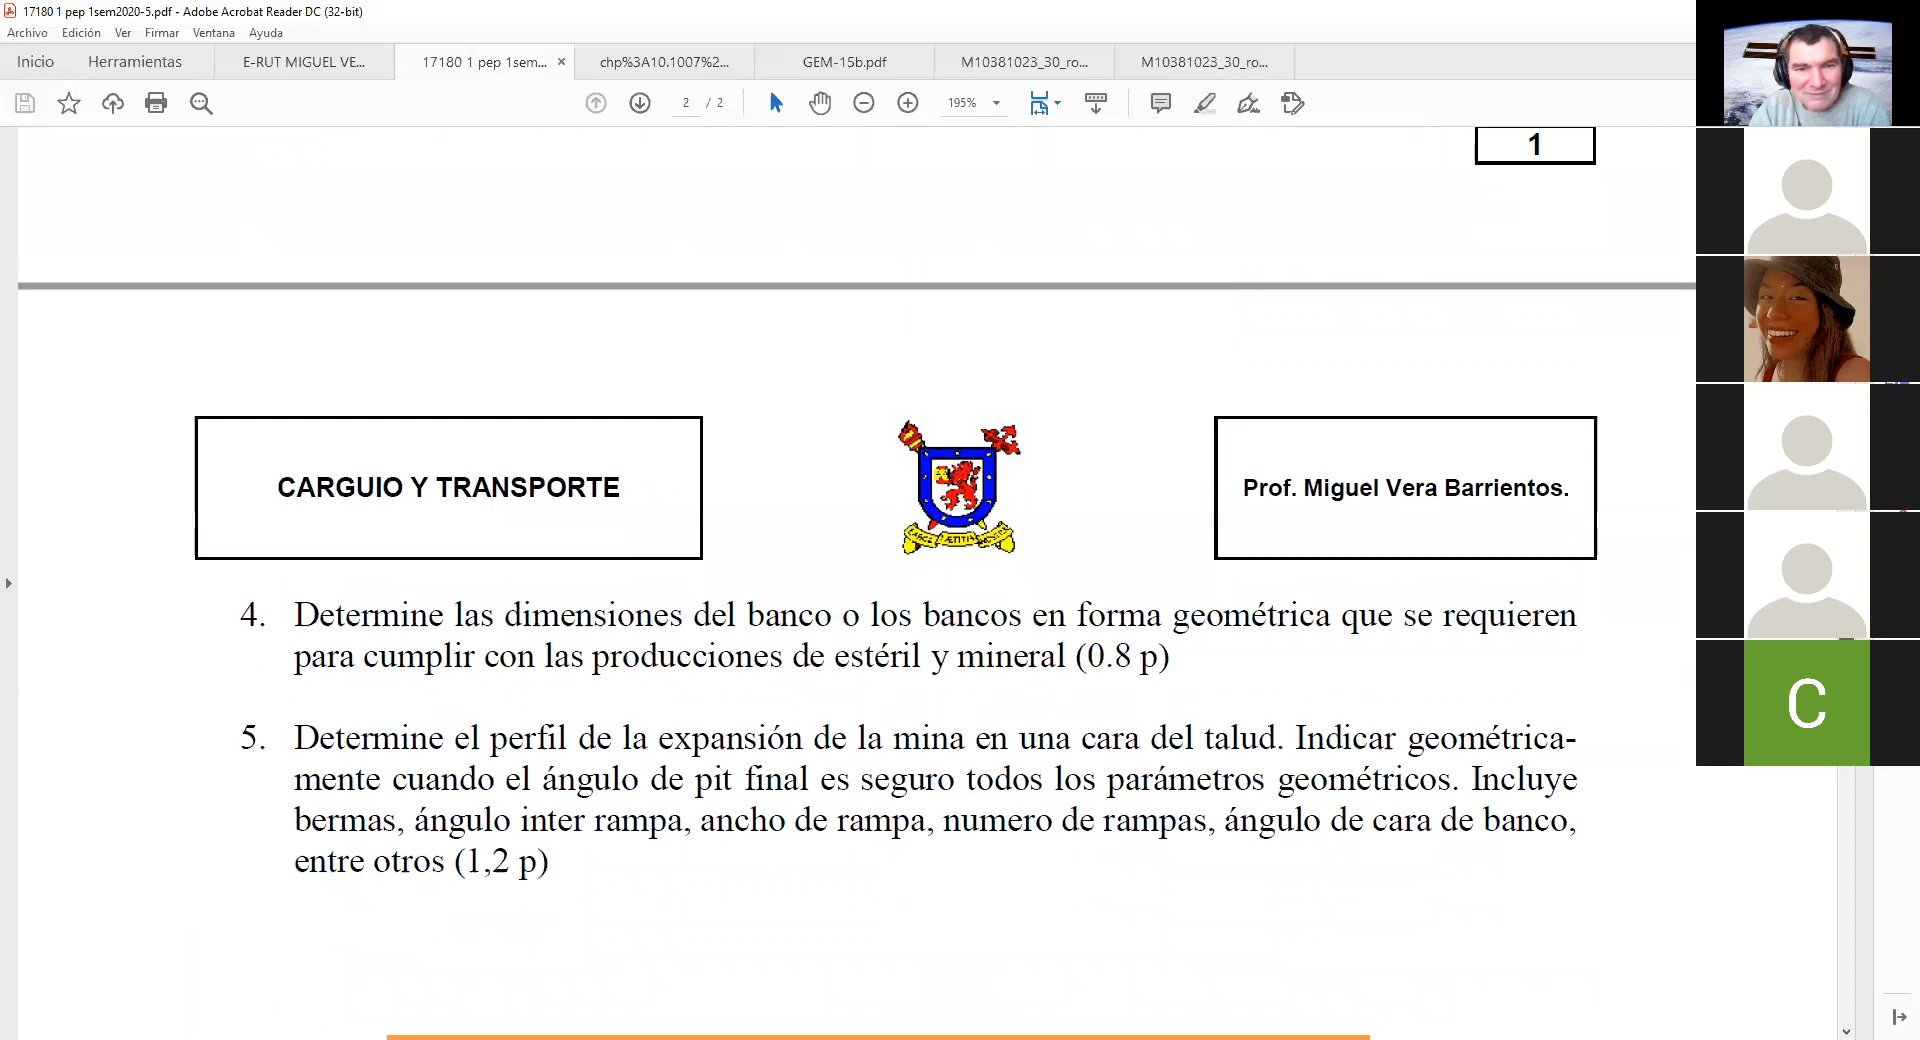 17180 1 pep 1sem2020-5.pdf - Adobe Acrobat Reader DC (32-bit)
Archivo Edición Ver Firmar Ventana Ayuda
Inicio Herramientas E-RUT MIGUEL VE... 17180 1 pep 1sem... × chp%3A10.1007%2... GEM-15b.pdf M10381023_30_ro... M10381023_30_ro...
2 / 2 195%
1
CARGUIO Y TRANSPORTE
Prof. Miguel Vera Barrientos.
4. Determine las dimensiones del banco o los bancos en forma geométrica que se requieren
para cumplir con las producciones de estéril y mineral (0.8 p)
5. Determine el perfil de la expansión de la mina en una cara del talud. Indicar geométrica-
mente cuando el ángulo de pit final es seguro todos los parámetros geométricos. Incluye
bermas, ángulo inter rampa, ancho de rampa, numero de rampas, ángulo de cara de banco,
entre otros (1,2 p)
C